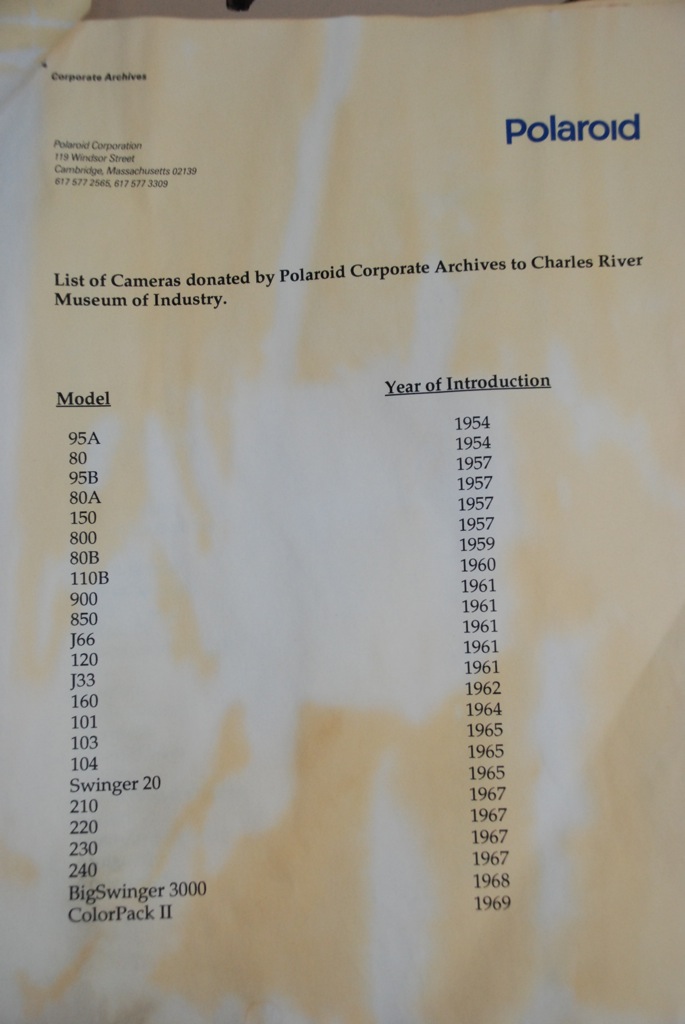 Corporate Archives
Polaroid
Polaroid Corporation
119 Windsor Street
Cambridge, Massachusetts 02139
617 577 2565, 617 577 3309
List of Cameras donated by Polaroid Corporate Archives to Charles River
Museum of Industry.
Model Year of Introduction
95A 1954
80 1954
95B 1957
80A 1957
150 1957
800 1957
80B 1959
110B 1960
900 1961
850 1961
J66 1961
120 1961
J33 1961
160 1962
101 1964
103 1965
104 1965
Swinger 20 1965
210 1967
220 1967
230 1967
240 1967
BigSwinger 3000 1968
ColorPack II 1969